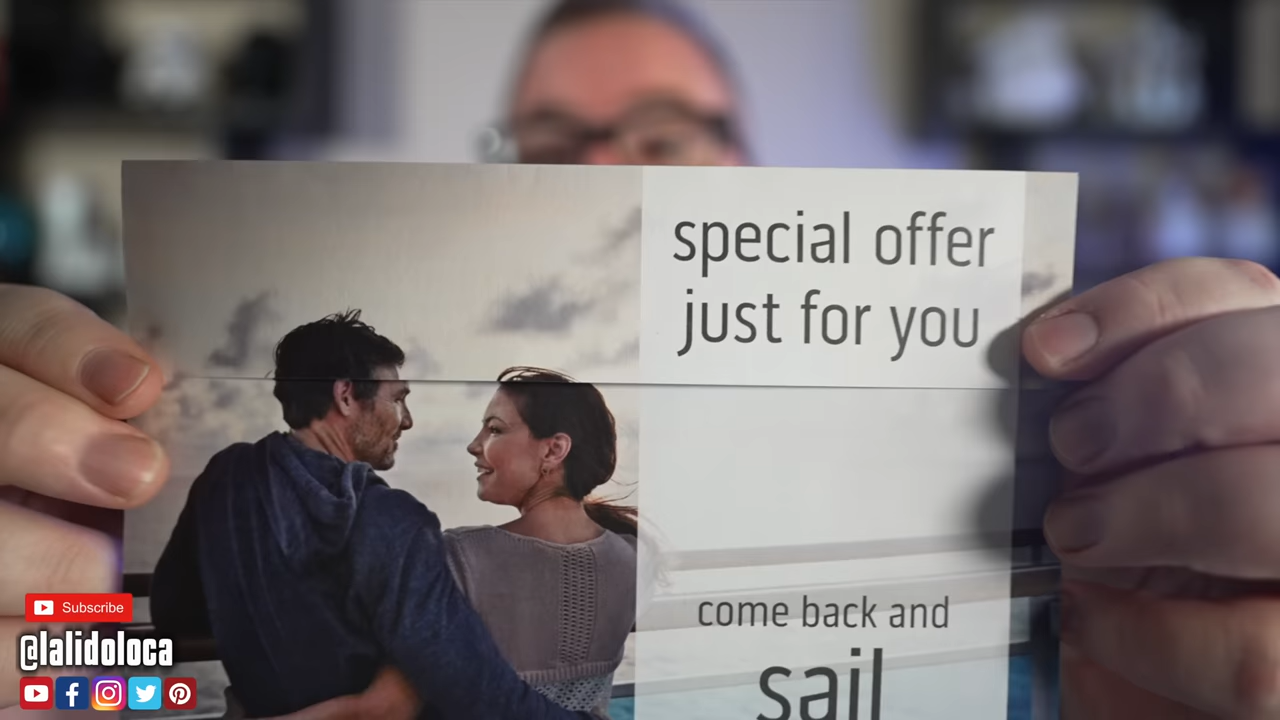 special offer
just for you
come back and
sail
Subscribe
@lalidoloca